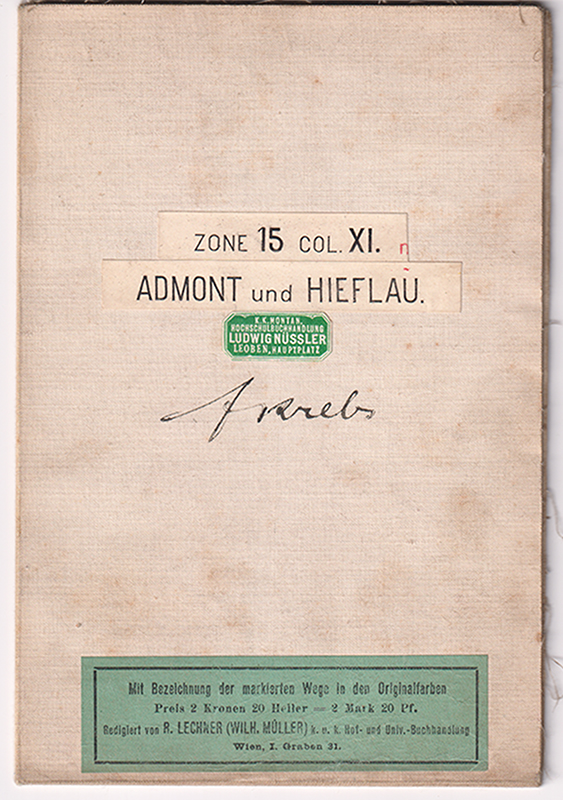 ZONE 15 COL. XI.
ADMONT und HIEFLAU.
K.K. MONTAN.
HOCHSCHULBUCHHANDLUNG
LUDWIG NÜSSLER
LEOBEN, HAUPTPLATZ
Krebs
Mit Bezeichnung der markierten Wege in den Originalfarben
Preis 2 Kronen 20 Heller = 2 Mark 20 Pf.
Redigiert von R. LECHNER (WILH. MÜLLER) k. u. k. Hof- und Univ.-Buchhandlung
Wien, I. Graben 31.